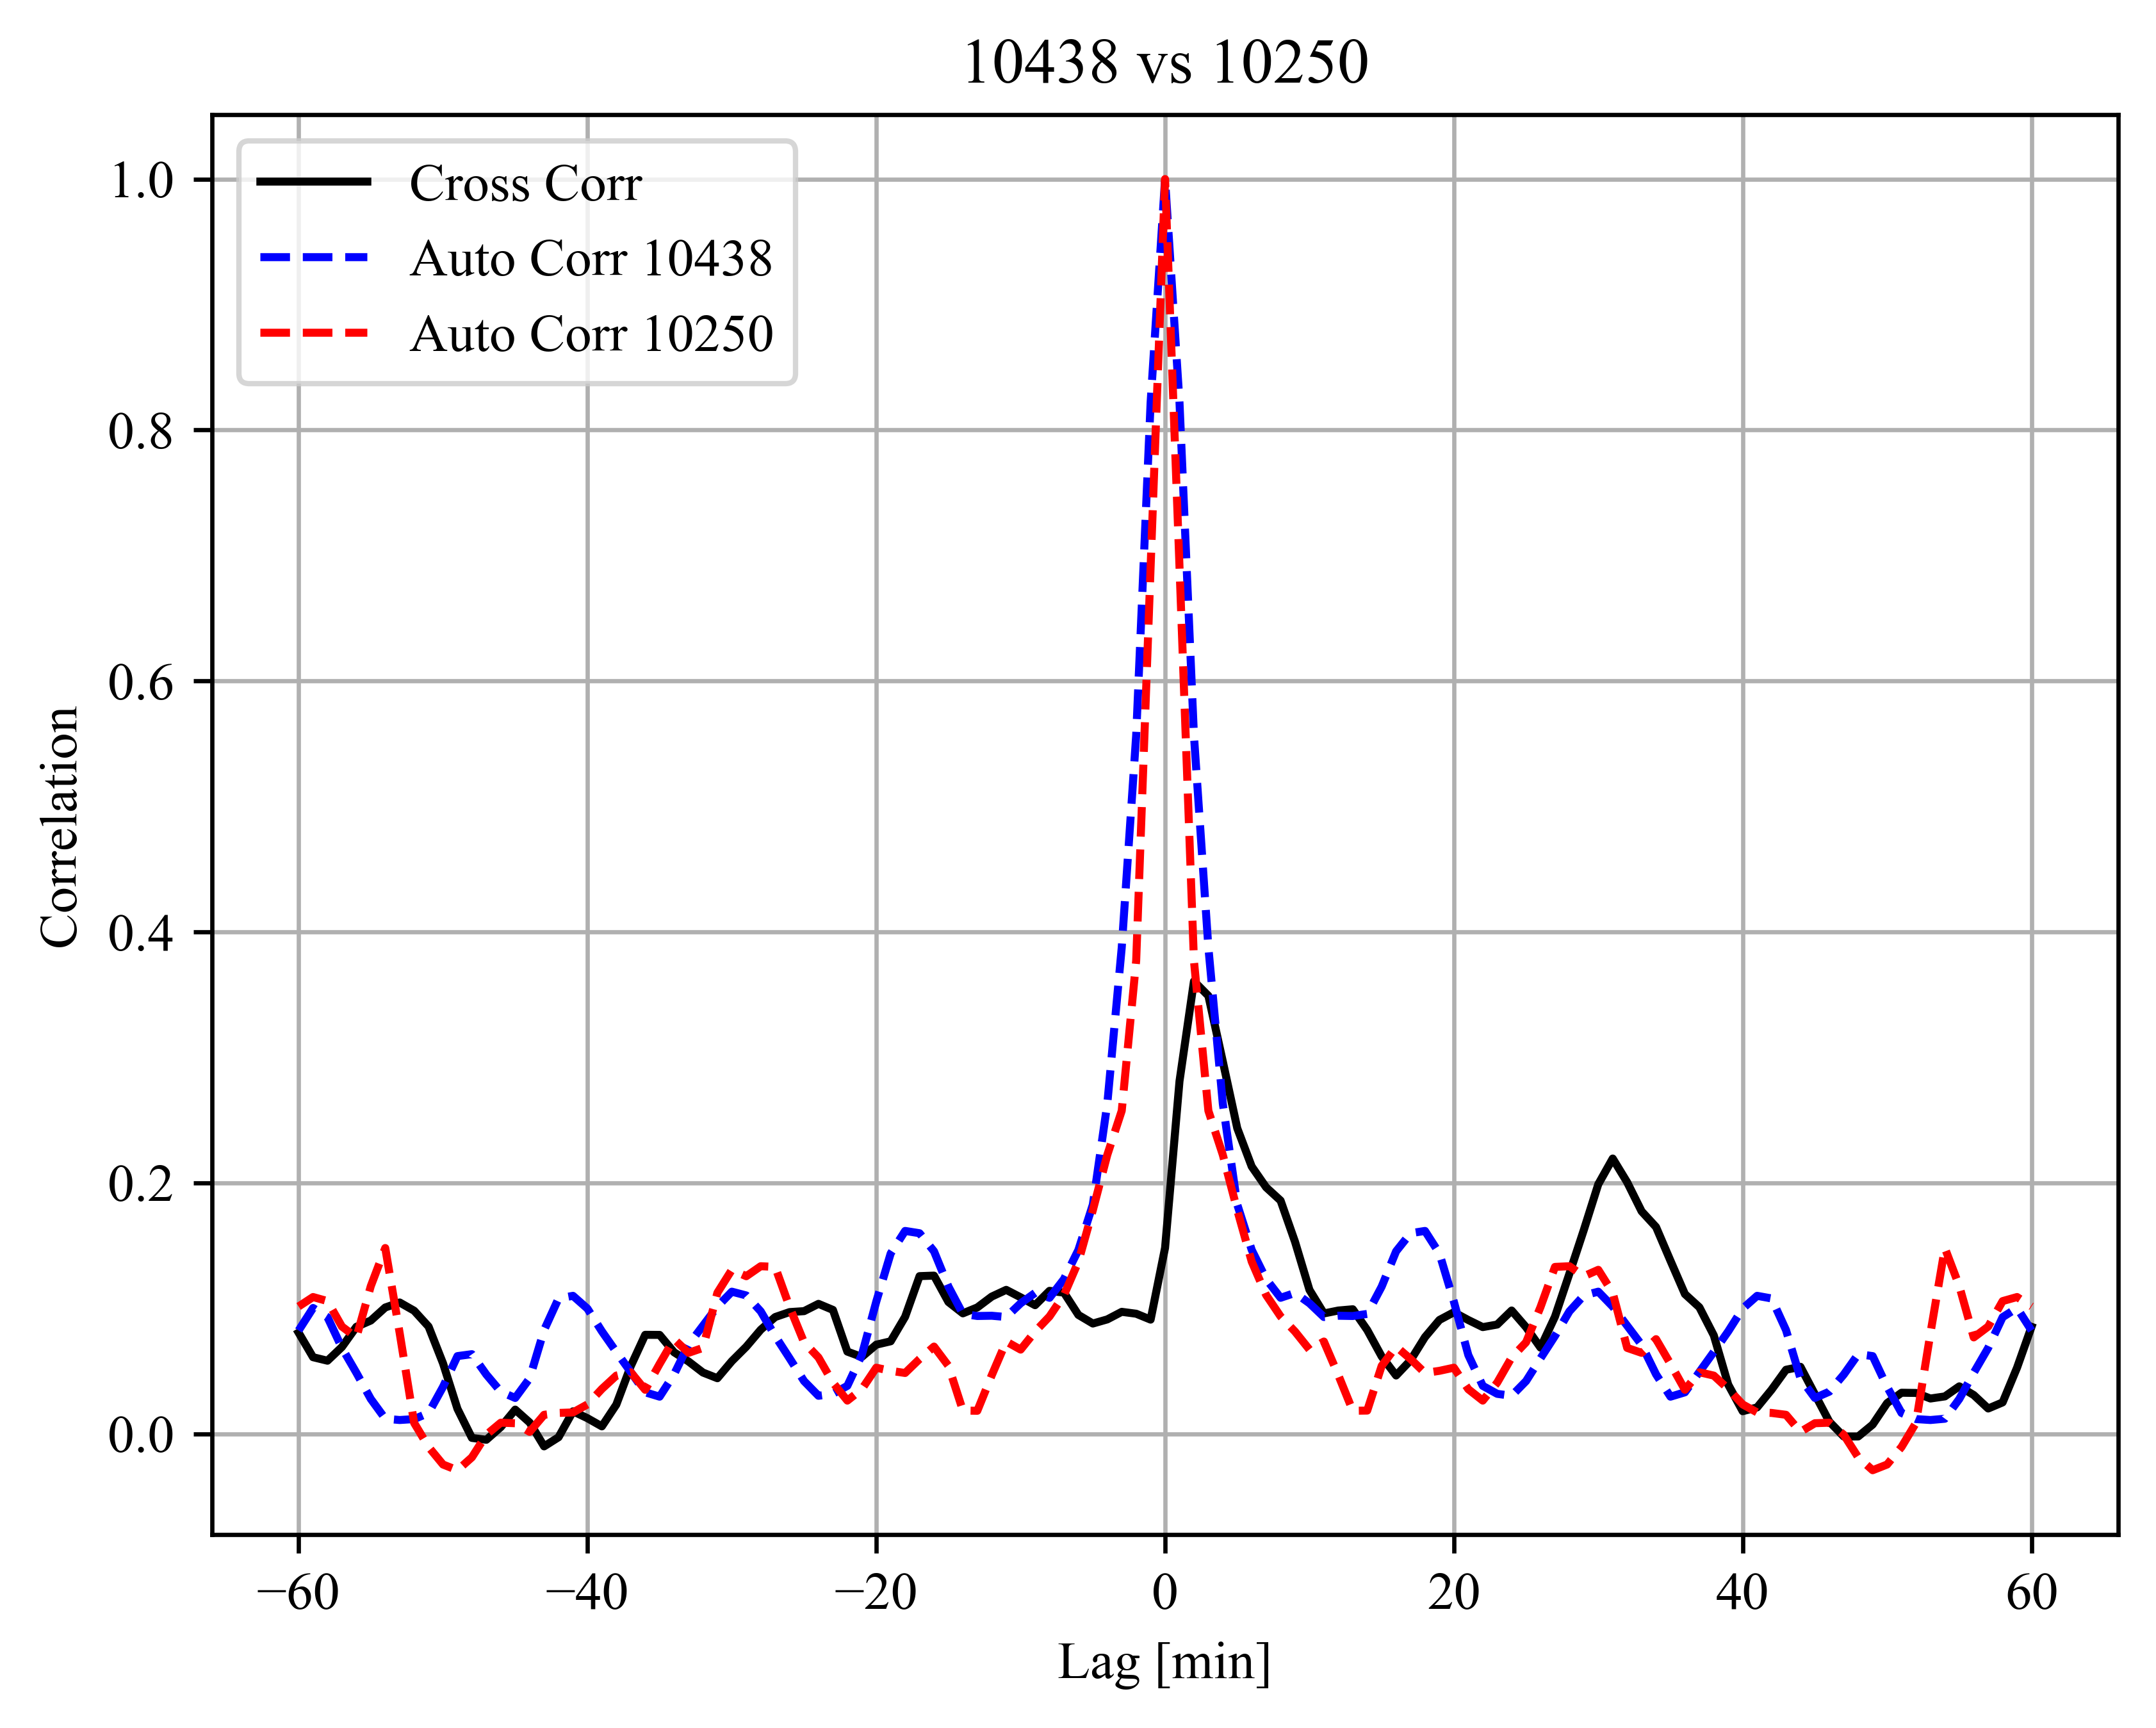 10438 vs 10250
Cross Corr
Auto Corr 10438
Auto Corr 10250
1.0
0.8
0.6
0.4
0.2
0.0
Correlation
−60
−40
−20
0
20
40
60
Lag [min]